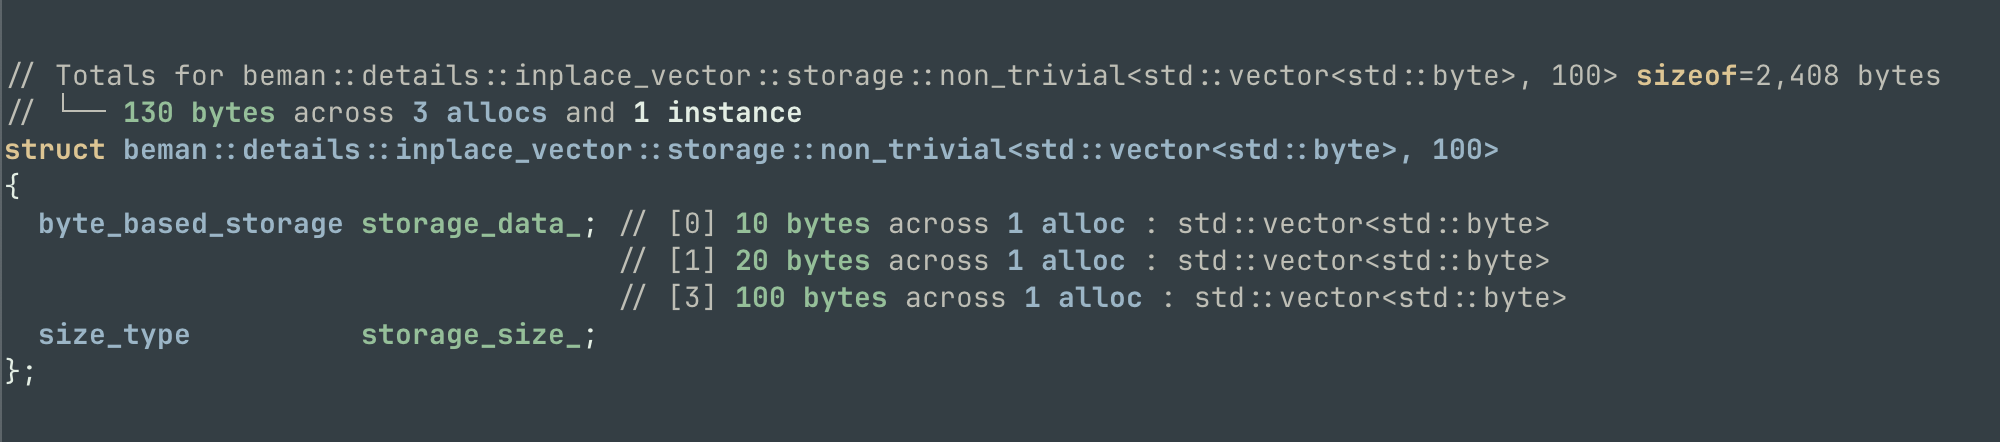 // Totals for beman::details::inplace_vector::storage::non_trivial<std::vector<std::byte>, 100> sizeof=2,408 bytes
// └── 130 bytes across 3 allocs and 1 instance
struct beman::details::inplace_vector::storage::non_trivial<std::vector<std::byte>, 100>
{
  byte_based_storage storage_data_; // [0] 10 bytes across 1 alloc : std::vector<std::byte>
                                    // [1] 20 bytes across 1 alloc : std::vector<std::byte>
                                    // [3] 100 bytes across 1 alloc : std::vector<std::byte>
  size_type          storage_size_;
};